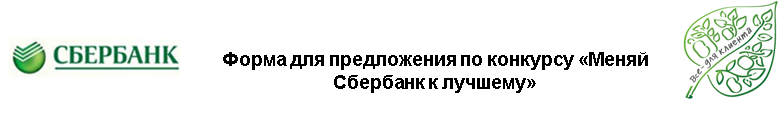 СБЕРБАНК
Форма для предложения по конкурсу «Меняй
Сбербанк к лучшему»
Всё - для клиента